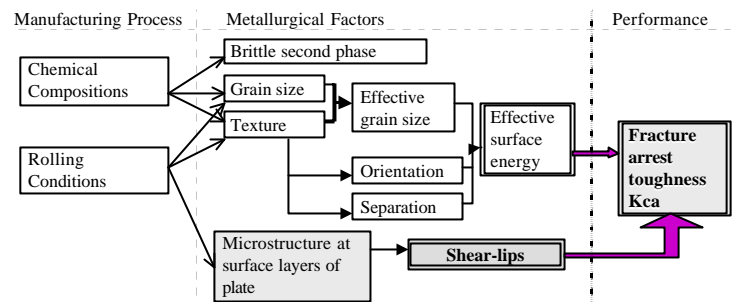 Manufacturing Process
Metallurgical Factors
Performance
Brittle second phase
Chemical
Compositions
Grain size
Texture
Effective
grain size
Effective
surface
energy
Fracture
arrest
toughness
Kca
Rolling
Conditions
Orientation
Separation
Microstructure at
surface layers of
plate
Shear-lips